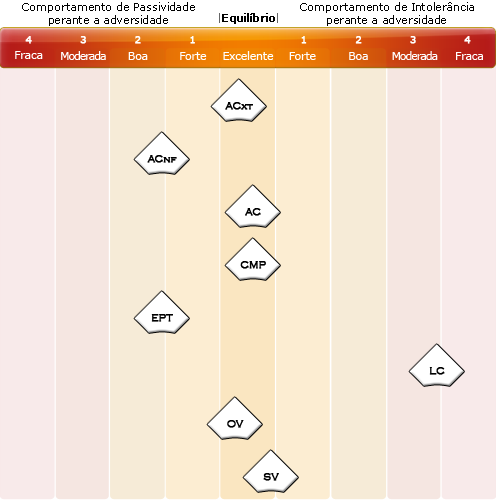 Comportamento de Passividade
perante a adversidade
|Equilíbrio|
Comportamento de Intolerância
perante a adversidade
4 3 2 1 1 2 3 4
Fraca Moderada Boa Forte Excelente Forte Boa Moderada Fraca
ACXT
ACNF
AC
CMP
EPT
LC
OV
SV